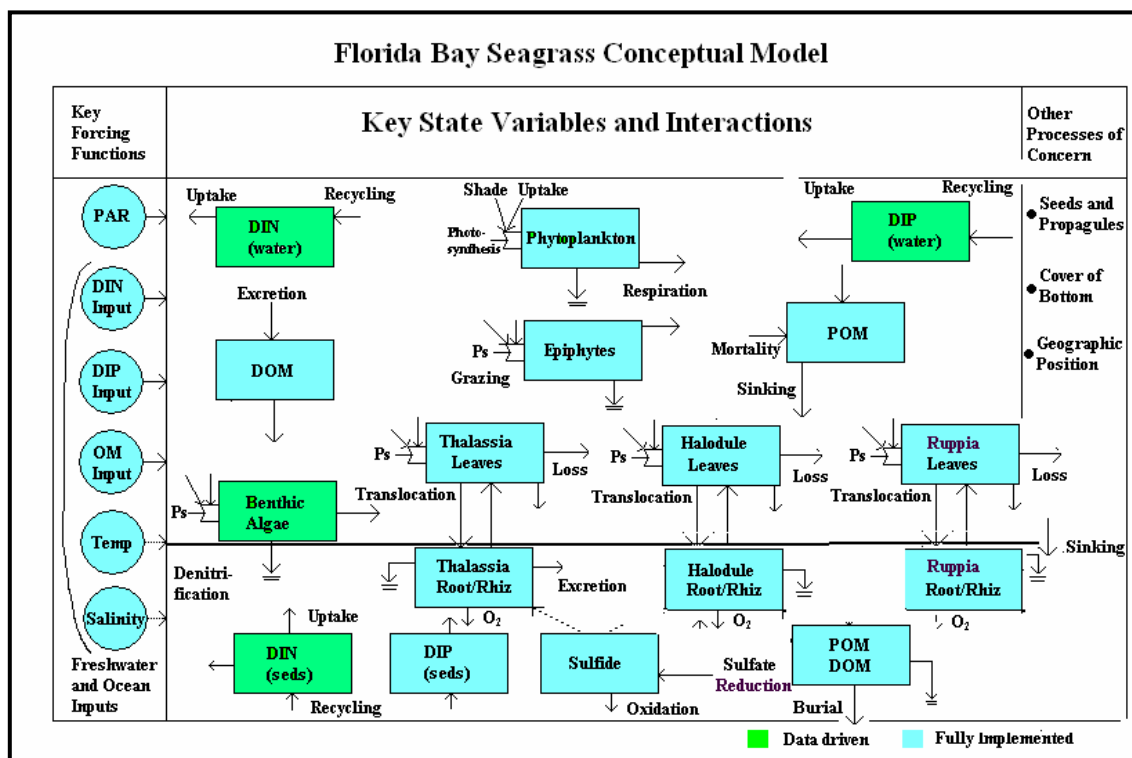 Florida Bay Seagrass Conceptual Model
Key
Forcing
Functions
Key State Variables and Interactions
Other
Processes of
Concern
PAR
DIN
Input
DIP
Input
OM
Input
Temp
Salinity
Freshwater
and Ocean
Inputs
Uptake
Recycling
DIN
(water)
Shade
Uptake
Photo-
synthesis
Phytoplankton
Respiration
Uptake
Recycling
DIP
(water)
Seeds and
Propagules
Cover of
Bottom
Geographic
Position
Excretion
DOM
Ps
Grazing
Epiphytes
Mortality
POM
Sinking
Ps
Thalassia
Leaves
Loss
Translocation
Ps
Halodule
Leaves
Loss
Translocation
Ps
Ruppia
Leaves
Loss
Translocation
Ps
Benthic
Algae
Sinking
Denitri-
fication
Thalassia
Root/Rhiz
Excretion
O2
Halodule
Root/Rhiz
O2
Ruppia
Root/Rhiz
O2
Uptake
DIN
(seds)
Recycling
DIP
(seds)
Sulfide
Oxidation
Sulfate
Reduction
POM
DOM
Burial
Data driven
Fully Implemented